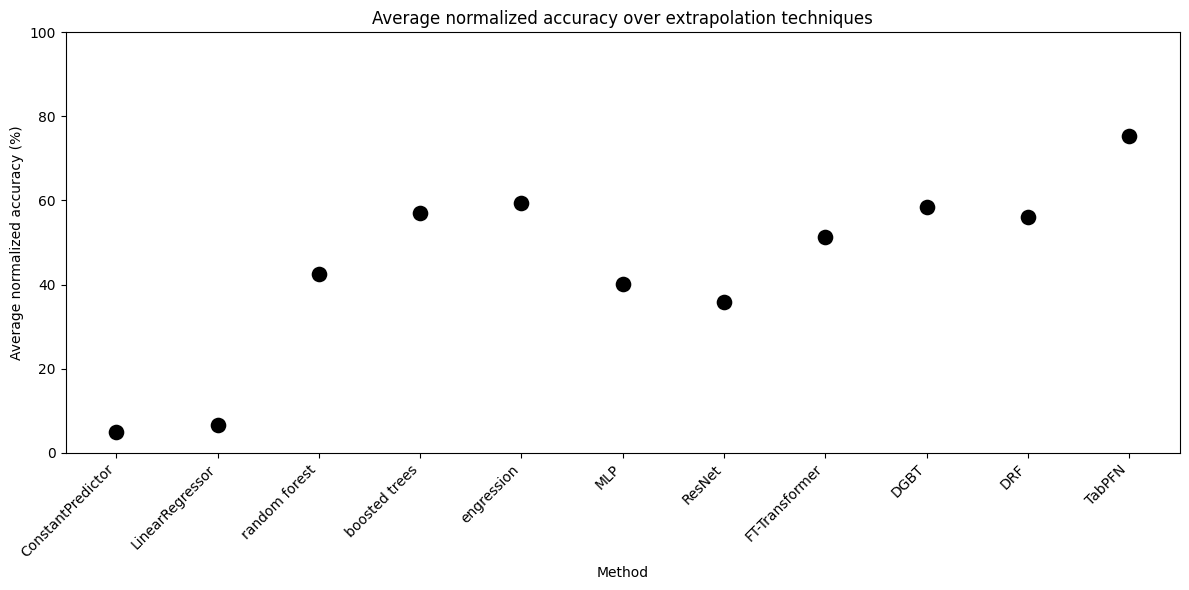 Average normalized accuracy over extrapolation techniques
100
80
60
40
20
0
Average normalized accuracy (%)
ConstantPredictor
LinearRegressor
random forest
boosted trees
engression
MLP
ResNet
FT-Transformer
DGBT
DRF
TabPFN
Method